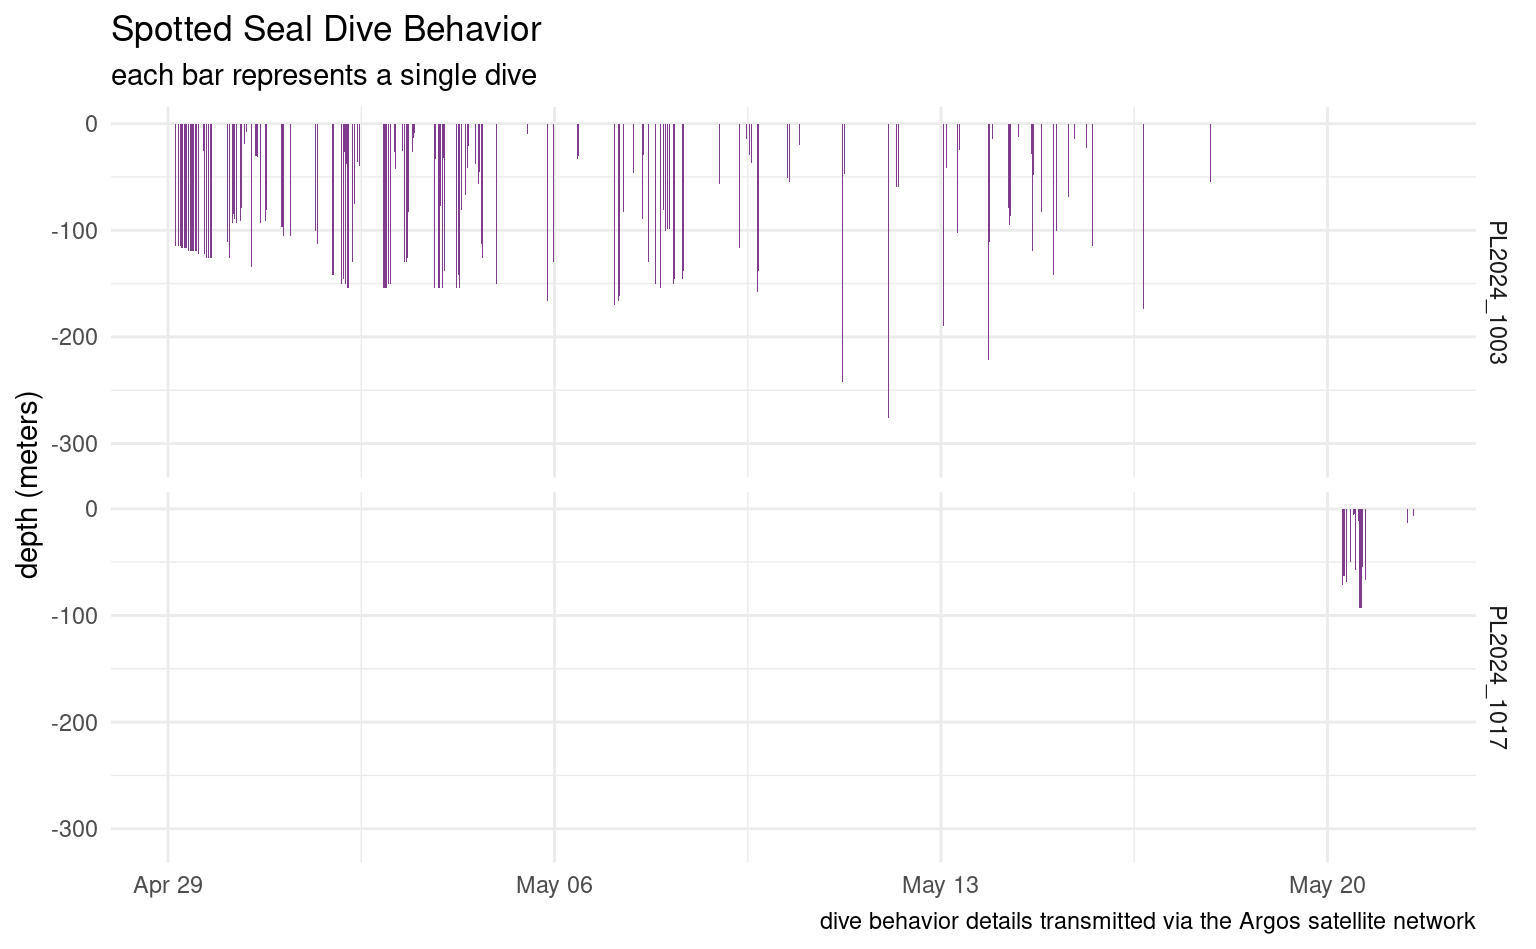 Spotted Seal Dive Behavior
each bar represents a single dive
depth (meters)
0
-100
-200
-300
PL2024_1003
0
-100
-200
-300
PL2024_1017
Apr 29
May 06
May 13
May 20
dive behavior details transmitted via the Argos satellite network